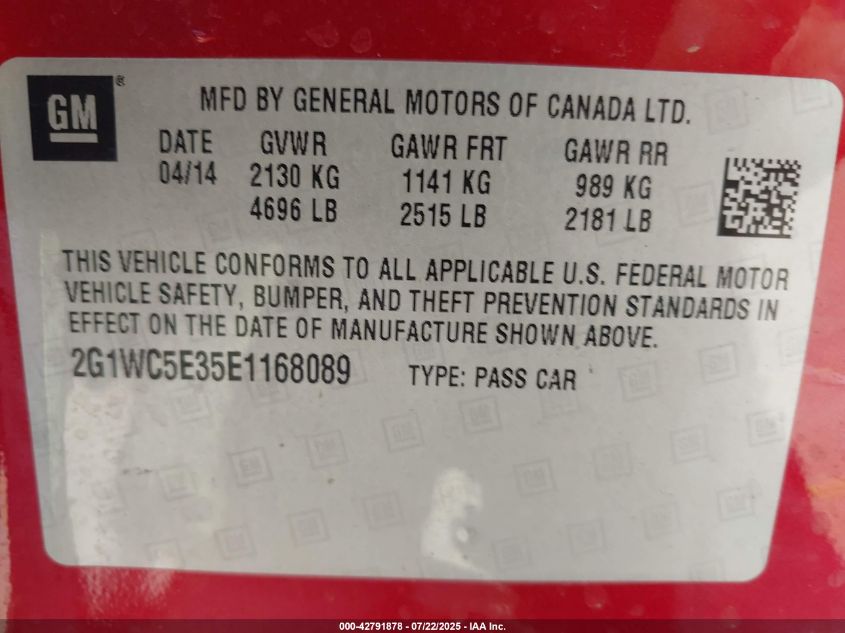 GM®
MFD BY GENERAL MOTORS OF CANADA LTD.
DATE GVWR GAWR FRT GAWR RR
04/14 2130 KG 1141 KG 989 KG
4696 LB 2515 LB 2181 LB
THIS VEHICLE CONFORMS TO ALL APPLICABLE U.S. FEDERAL MOTOR
VEHICLE SAFETY, BUMPER, AND THEFT PREVENTION STANDARDS IN
EFFECT ON THE DATE OF MANUFACTURE SHOWN ABOVE.
2G1WC5E35E1168089 TYPE: PASS CAR
000-42791878 - 07/22/2025 - IAA Inc.